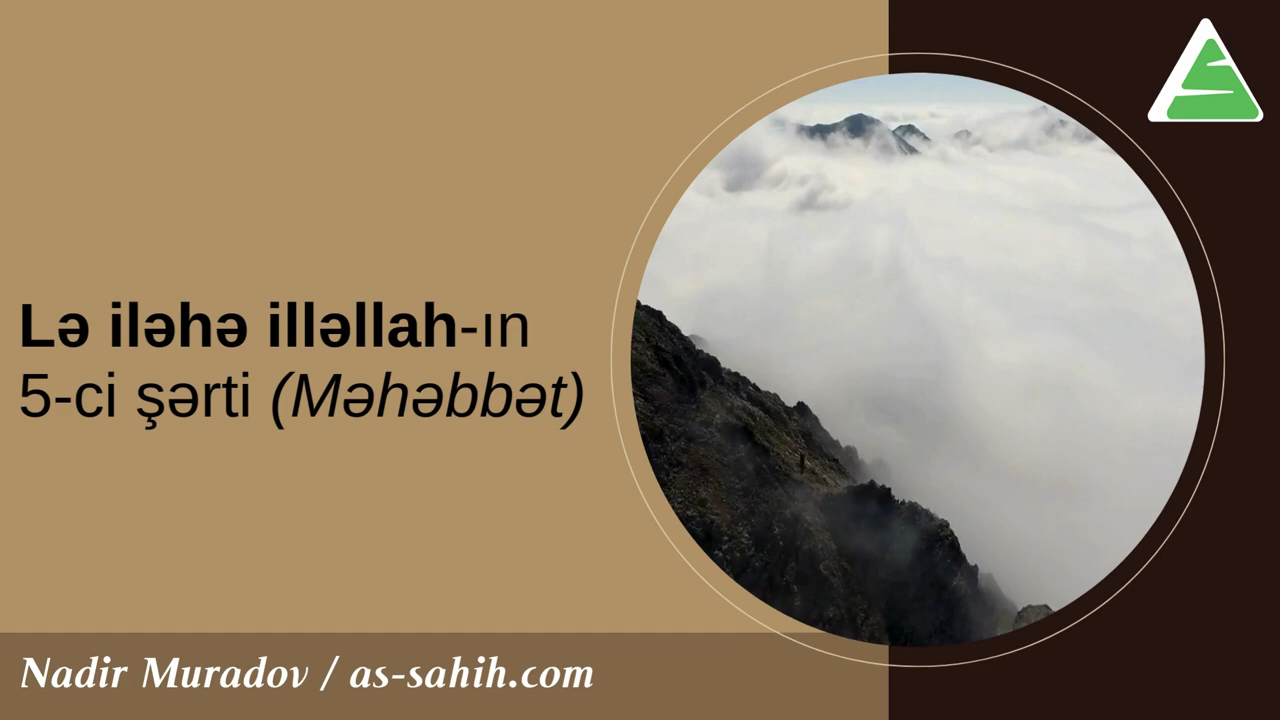 Lə iləhə illəllah-ın
5-ci şərti (Məhəbbət)
Nadir Muradov / as-sahih.com